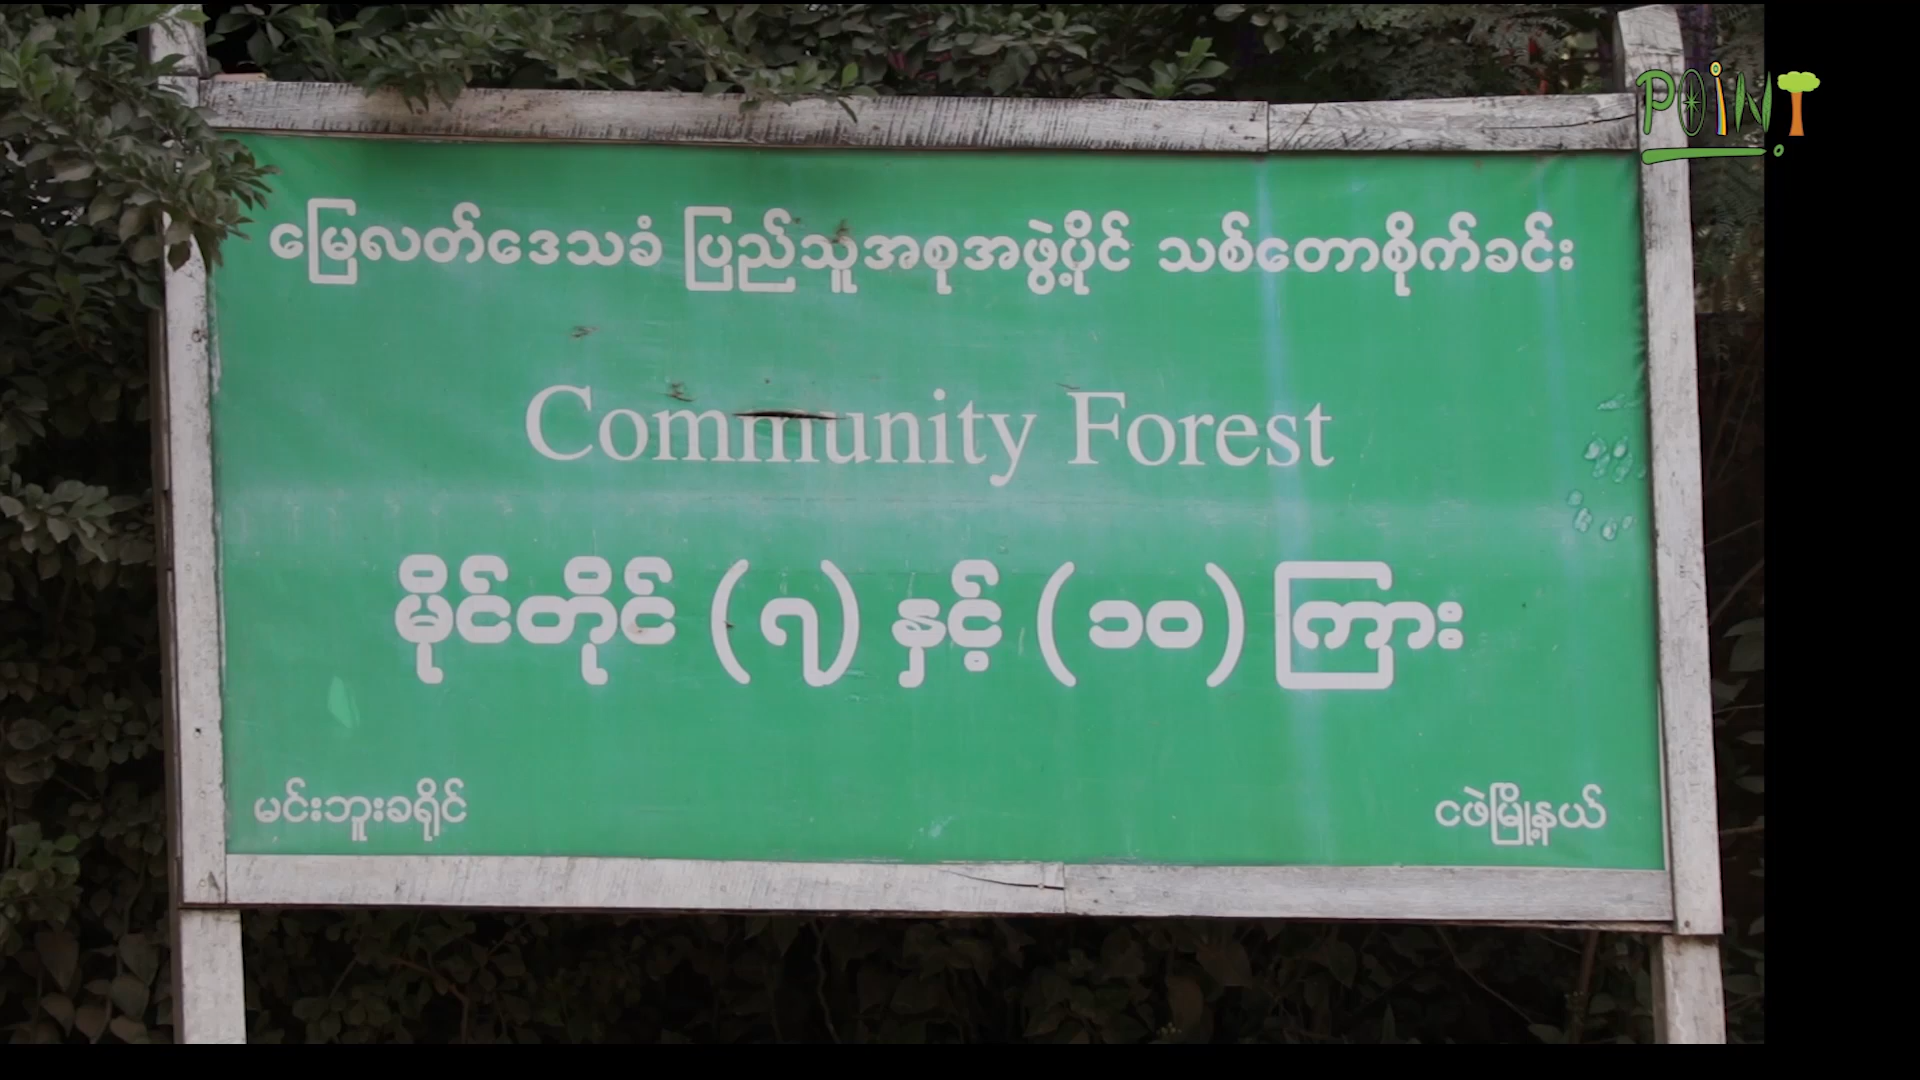 POINT
မြေလတ်ဒေသခံ ပြည်သူအစုအဖွဲ့ပိုင် သစ်တောစိုက်ခင်း
Community Forest
မိုင်တိုင် (၇) နှင့် (၁၀) ကြား
မင်းဘူးခရိုင်
ငဖဲမြို့နယ်